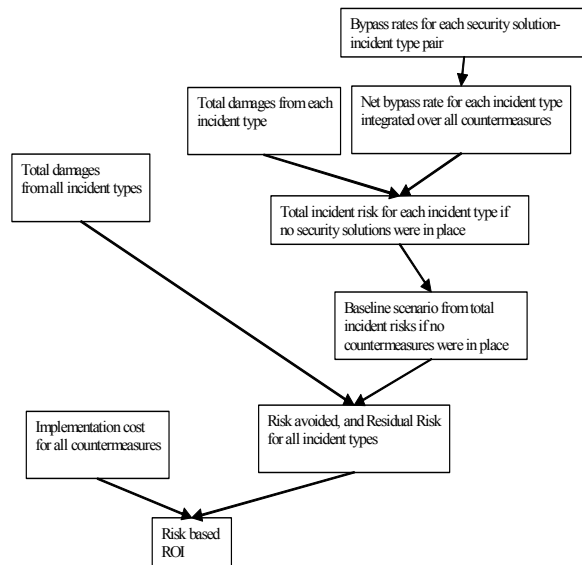 Bypass rates for each security solution-
incident type pair
Total damages from each
incident type
Net bypass rate for each incident type
integrated over all countermeasures
Total damages
from all incident types
Total incident risk for each incident type if
no security solutions were in place
Baseline scenario from total
incident risks if no
countermeasures were in place
Implementation cost
for all countermeasures
Risk avoided, and Residual Risk
for all incident types
Risk based
ROI